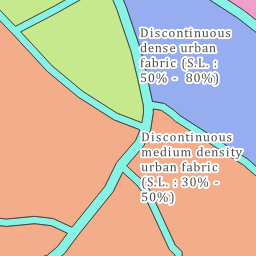 Discontinuous
dense urban
fabric (S.L. :
50% -  80%)
Discontinuous
medium density
urban fabric
(S.L. : 30% -
50%)